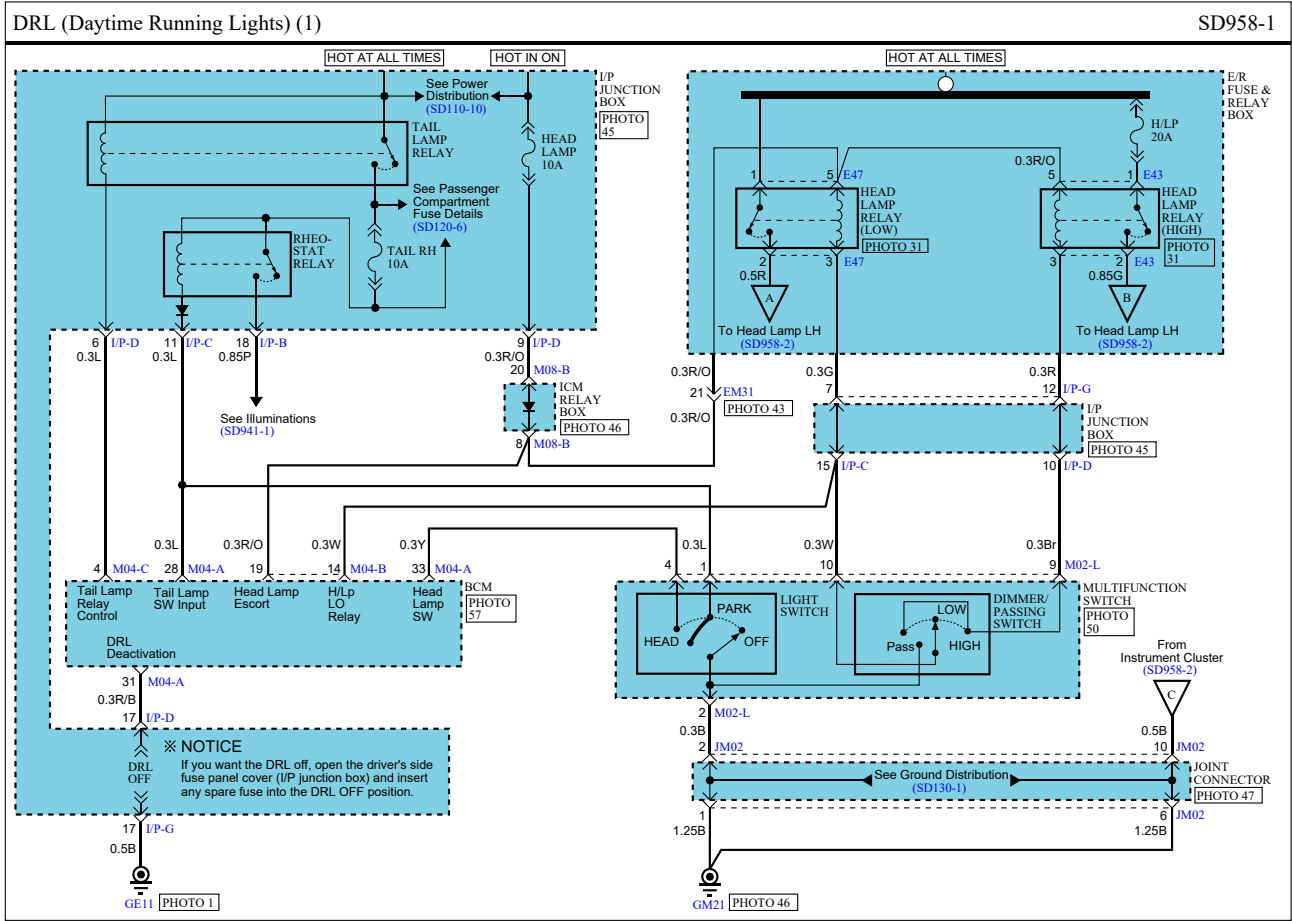 DRL (Daytime Running Lights) (1)
SD958-1
HOT AT ALL TIMES
HOT IN ON
HOT AT ALL TIMES
I/P
JUNCTION
BOX
PHOTO
45
See Power
Distribution
(SD110-10)
TAIL
LAMP
RELAY
HEAD
LAMP
10A
See Passenger
Compartment
Fuse Details
(SD120-6)
RHEO-
STAT
RELAY
TAIL RH
10A
E/R
FUSE &
RELAY
BOX
H/LP
20A
0.3R/O
1
5
E47
5
1
E43
HEAD
LAMP
RELAY
(LOW)
PHOTO 31
HEAD
LAMP
RELAY
(HIGH)
PHOTO
31
2
3
E47
3
2
E43
0.5R
0.85G
A
B
To Head Lamp LH
(SD958-2)
To Head Lamp LH
(SD958-2)
6
I/P-D
11
I/P-C
18
I/P-B
9
I/P-D
0.3L
0.3L
0.85P
0.3R/O
20
M08-B
See Illuminations
(SD941-1)
ICM
RELAY
BOX
PHOTO 46
8
M08-B
0.3R/O
21
EM31
PHOTO 43
0.3R/O
0.3G
7
0.3R
12
I/P-G
I/P
JUNCTION
BOX
PHOTO 45
15
I/P-C
10
I/P-D
0.3L
0.3R/O
0.3W
0.3Y
0.3L
0.3W
0.3Br
4
M04-C
28
M04-A
19
14
M04-B
33
M04-A
4
1
10
9
M02-L
Tail Lamp
Relay
Control
Tail Lamp
SW Input
Head Lamp
Escort
H/Lp
LO
Relay
Head
Lamp
SW
BCM
PHOTO
57
DRL
Deactivation
LIGHT
SWITCH
PARK
HEAD
OFF
DIMMER/
PASSING
SWITCH
LOW
Pass
HIGH
MULTIFUNCTION
SWITCH
PHOTO
50
From
Instrument Cluster
(SD958-2)
C
31
M04-A
0.3R/B
17
I/P-D
DRL
OFF
※ NOTICE
If you want the DRL off, open the driver's side
fuse panel cover (I/P junction box) and insert
any spare fuse into the DRL OFF position.
17
I/P-G
0.5B
GE11
PHOTO 1
2
M02-L
0.3B
2
JM02
0.5B
10
JM02
See Ground Distribution
(SD130-1)
JOINT
CONNECTOR
PHOTO 47
1
6
JM02
1.25B
1.25B
GM21
PHOTO 46